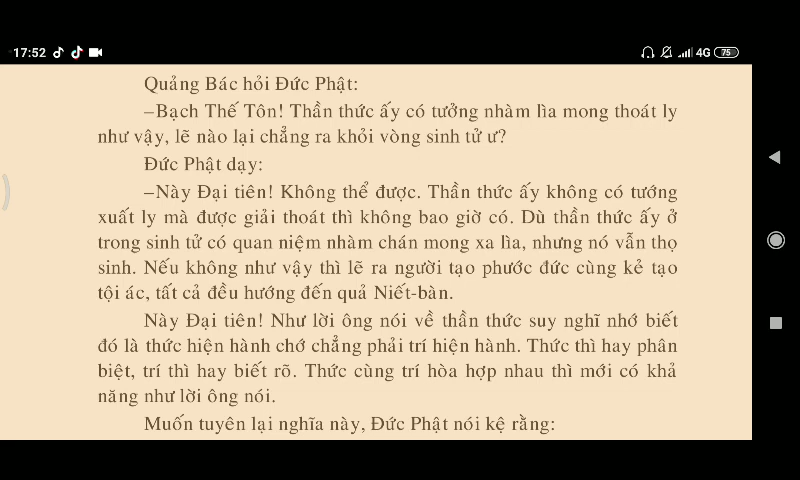 17:52
4G 75
Quảng Bác hỏi Đức Phật:
–Bạch Thế Tôn! Thần thức ấy có tưởng nhàm lìa mong thoát ly
như vậy, lẽ nào lại chẳng ra khỏi vòng sinh tử ư?
Đức Phật dạy:
–Này Đại tiên! Không thể được. Thần thức ấy không có tướng
xuất ly mà được giải thoát thì không bao giờ có. Dù thần thức ấy ở
trong sinh tử có quan niệm nhàm chán mong xa lìa, nhưng nó vẫn thọ
sinh. Nếu không như vậy thì lẽ ra người tạo phước đức cùng kẻ tạo
tội ác, tất cả đều hướng đến quả Niết-bàn.
Này Đại tiên! Như lời ông nói về thần thức suy nghĩ nhớ biết
đó là thức hiện hành chớ chẳng phải trí hiện hành. Thức thì hay phân
biệt, trí thì hay biết rõ. Thức cùng trí hòa hợp nhau thì mới có khả
năng như lời ông nói.
Muốn tuyên lại nghĩa này, Đức Phật nói kệ rằng: